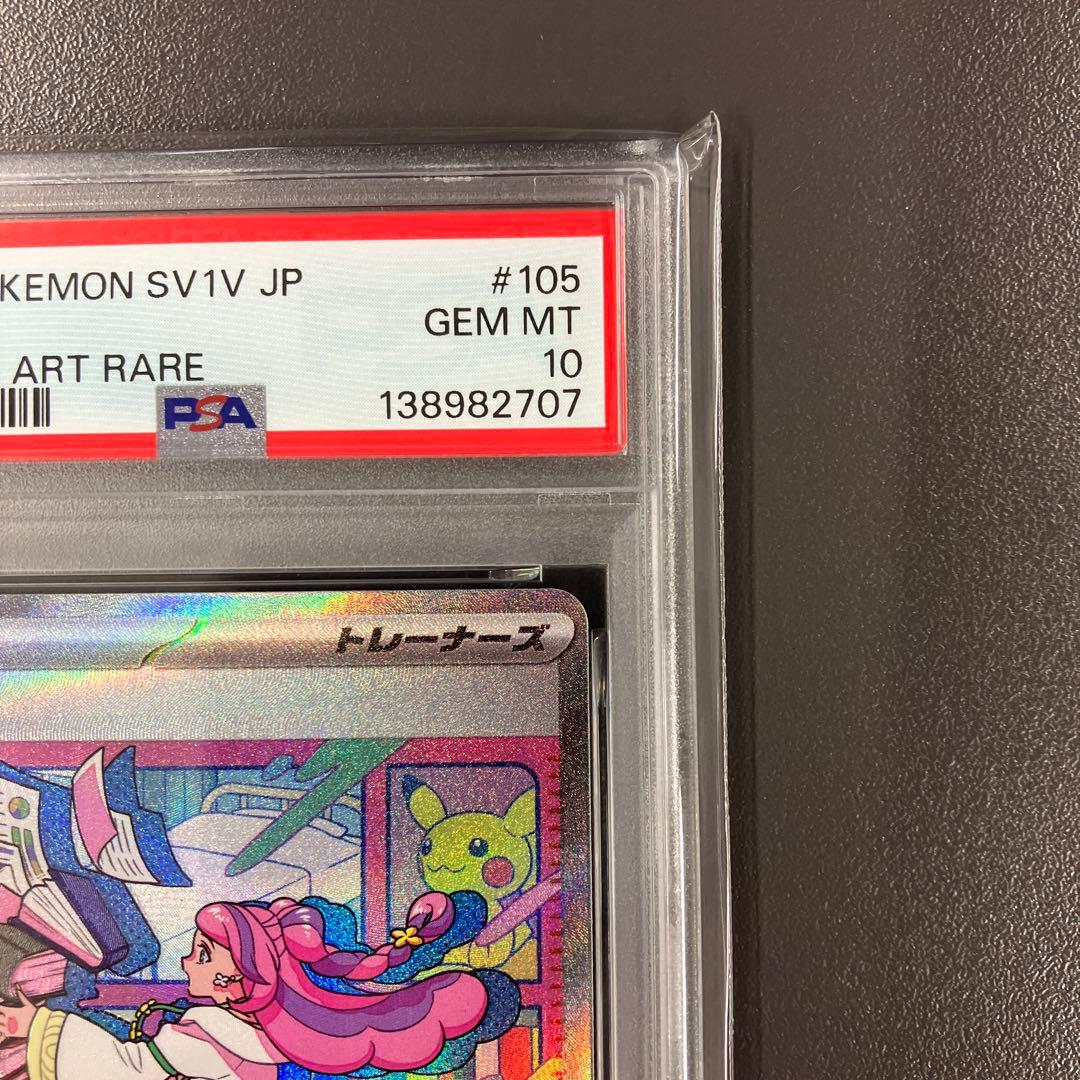 KEMON SV1V JP #105
GEM MT
ART RARE 10
PSA 138982707
トレーナーズ